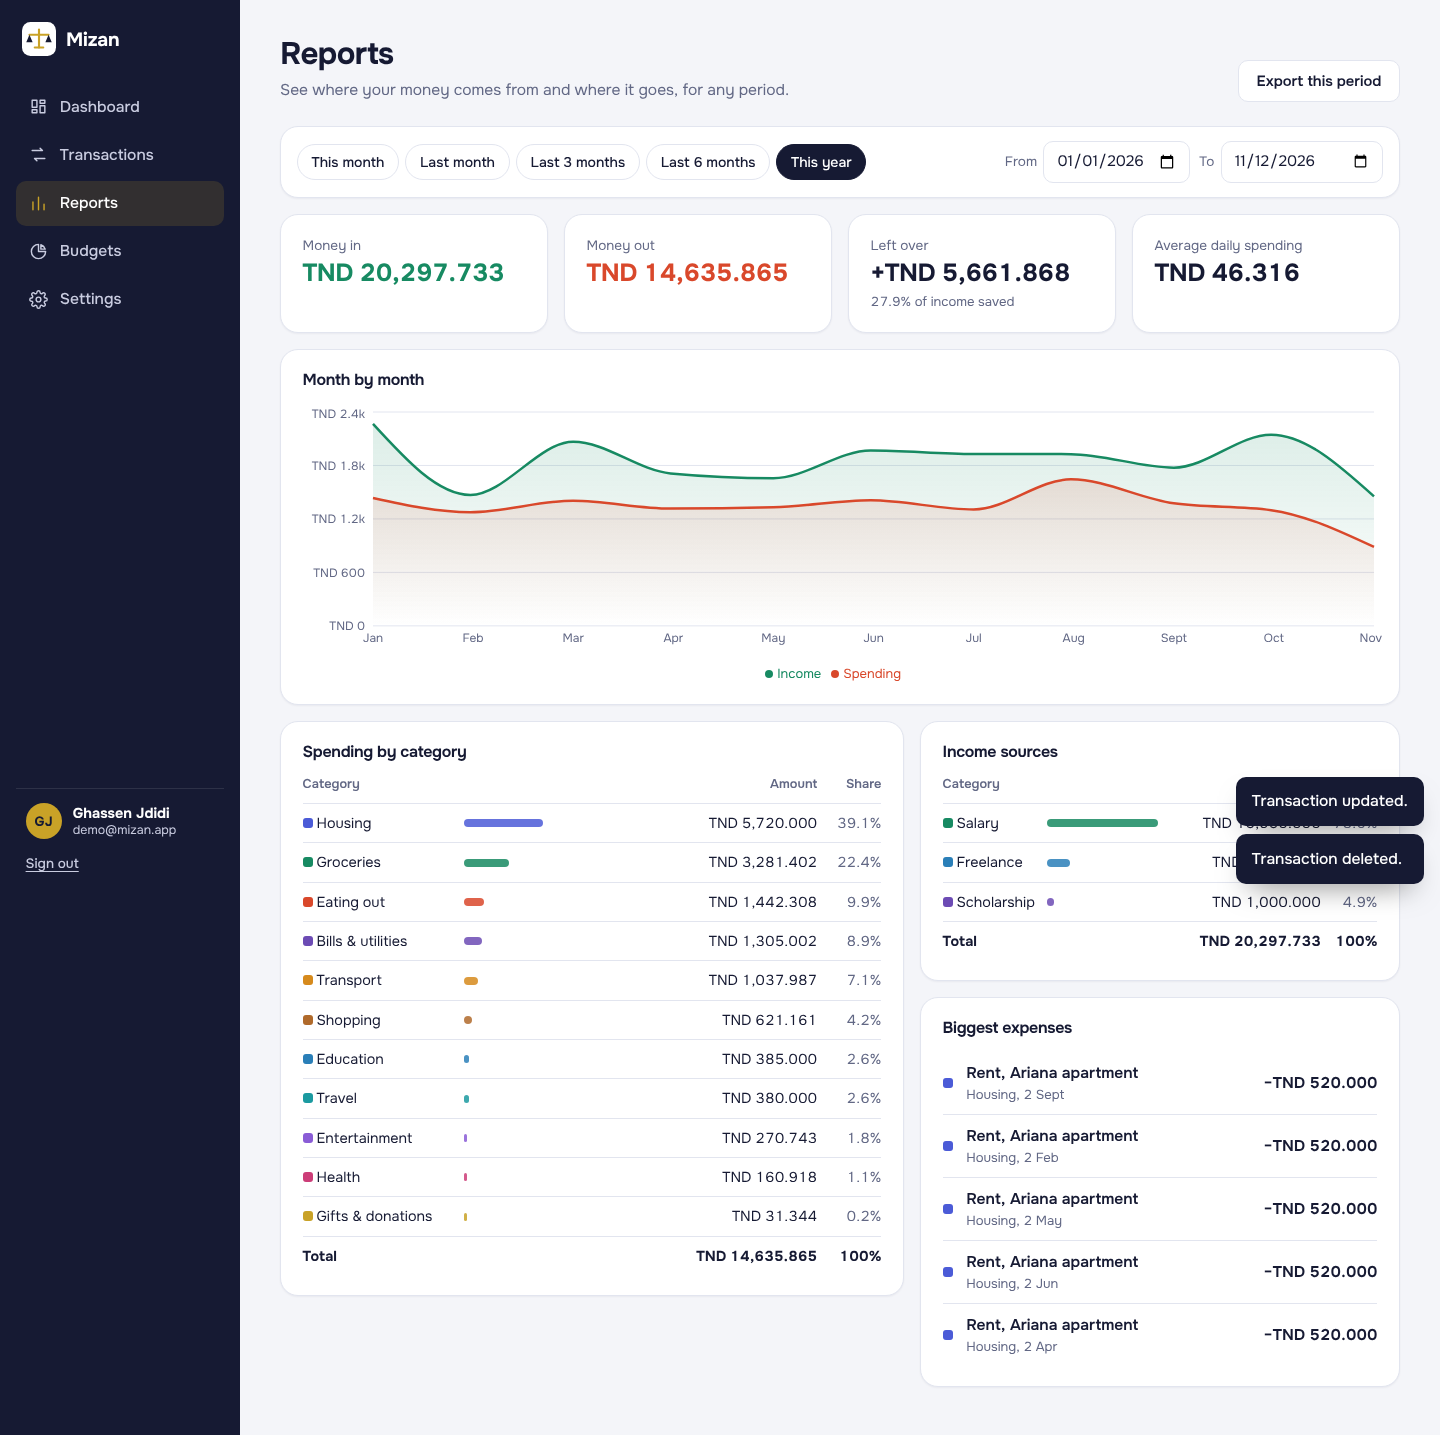 Mizan
Dashboard
Transactions
Reports
Budgets
Settings
Ghassen Jdidi
GJ
demo@mizan.app
Sign out
Reports
See where your money comes from and where it goes, for any period.
Export this period
This month
Last month
Last 3 months
Last 6 months
This year
From 01/01/2026 To 11/12/2026
Money in
TND 20,297.733
Money out
TND 14,635.865
Left over
+TND 5,661.868
27.9% of income saved
Average daily spending
TND 46.316
Month by month
TND 2.4k
TND 1.8k
TND 1.2k
TND 600
TND 0
Jan Feb Mar Apr May Jun Jul Aug Sept Oct Nov
Income Spending
Spending by category
Category Amount Share
Housing TND 5,720.000 39.1%
Groceries TND 3,281.402 22.4%
Eating out TND 1,442.308 9.9%
Bills & utilities TND 1,305.002 8.9%
Transport TND 1,037.987 7.1%
Shopping TND 621.161 4.2%
Education TND 385.000 2.6%
Travel TND 380.000 2.6%
Entertainment TND 270.743 1.8%
Health TND 160.918 1.1%
Gifts & donations TND 31.344 0.2%
Total TND 14,635.865 100%
Income sources
Category
Transaction updated.
Salary TND
Transaction deleted.
Freelance
Scholarship TND 1,000.000 4.9%
Total TND 20,297.733 100%
Biggest expenses
Rent, Ariana apartment −TND 520.000
Housing, 2 Sept
Rent, Ariana apartment −TND 520.000
Housing, 2 Feb
Rent, Ariana apartment −TND 520.000
Housing, 2 May
Rent, Ariana apartment −TND 520.000
Housing, 2 Jun
Rent, Ariana apartment −TND 520.000
Housing, 2 Apr